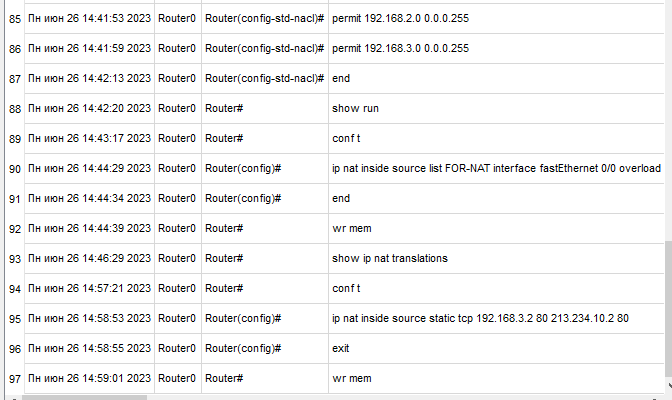 85 Пн июн 26 14:41:53 2023 Router0 Router(config-std-nacl)# permit 192.168.2.0 0.0.0.255
86 Пн июн 26 14:41:59 2023 Router0 Router(config-std-nacl)# permit 192.168.3.0 0.0.0.255
87 Пн июн 26 14:42:13 2023 Router0 Router(config-std-nacl)# end
88 Пн июн 26 14:42:20 2023 Router0 Router# show run
89 Пн июн 26 14:43:17 2023 Router0 Router# conf t
90 Пн июн 26 14:44:29 2023 Router0 Router(config)# ip nat inside source list FOR-NAT interface fastEthernet 0/0 overload
91 Пн июн 26 14:44:34 2023 Router0 Router(config)# end
92 Пн июн 26 14:44:39 2023 Router0 Router# wr mem
93 Пн июн 26 14:46:29 2023 Router0 Router# show ip nat translations
94 Пн июн 26 14:57:21 2023 Router0 Router# conf t
95 Пн июн 26 14:58:53 2023 Router0 Router(config)# ip nat inside source static tcp 192.168.3.2 80 213.234.10.2 80
96 Пн июн 26 14:58:55 2023 Router0 Router(config)# exit
97 Пн июн 26 14:59:01 2023 Router0 Router# wr mem